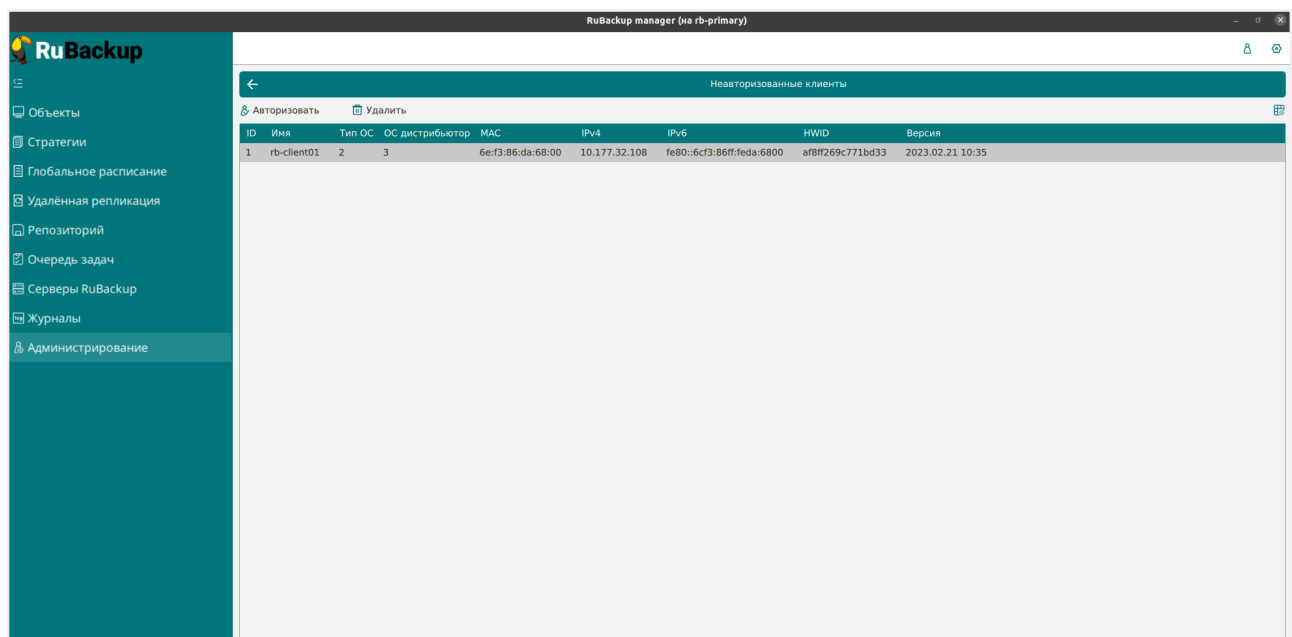 RuBackup manager (на rb-primary)
RuBackup
Неавторизованные клиенты
Объекты
Авторизовать Удалить
Стратегии
ID Имя Тип ОС ОС дистрибьютор MAC IPv4 IPv6 HWID Версия
1 rb-client01 2 3 6e:f3:86:da:68:00 10.177.32.108 fe80::6cf3:86ff:feda:6800 af8ff269c771bd33 2023.02.21 10:35
Глобальное расписание
Удалённая репликация
Репозиторий
Очередь задач
Серверы RuBackup
Журналы
Администрирование